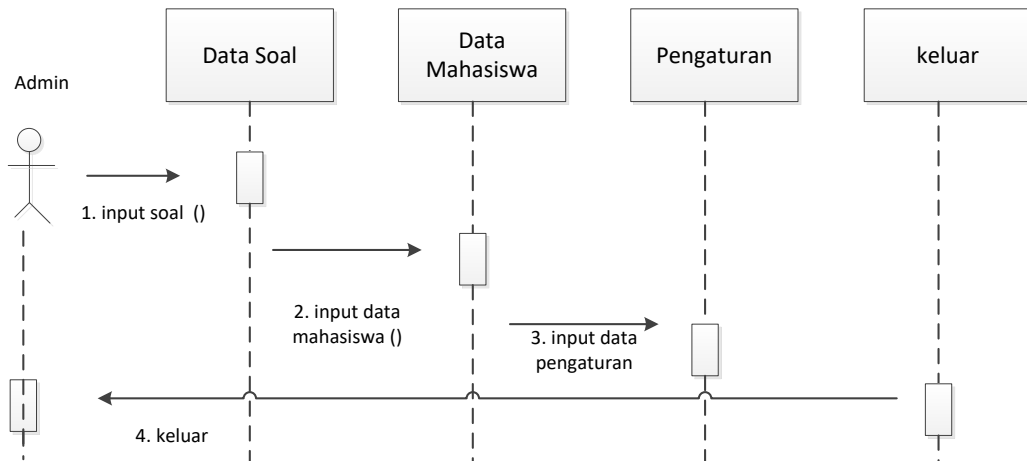 Admin
Data Soal
Data
Mahasiswa
Pengaturan
keluar
1. input soal ()
2. input data
mahasiswa ()
3. input data
pengaturan
4. keluar